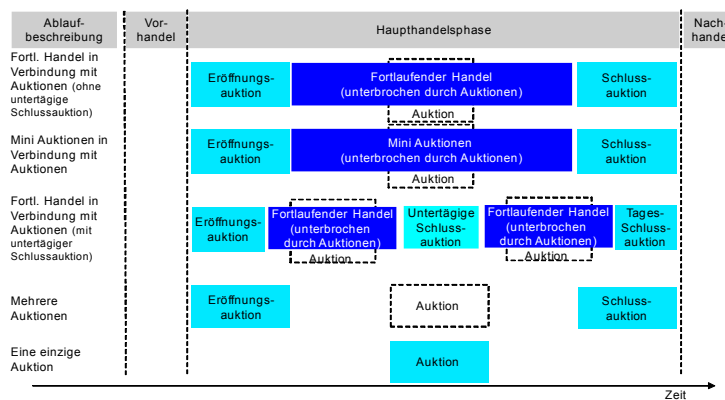 Ablauf-
beschreibung
Vor-
handel
Haupthandelsphase
Nach-
handel
Fortl. Handel in
Verbindung mit
Auktionen (ohne
untertägige
Schlussauktion)
Eröffnungs-
auktion
Fortlaufender Handel
(unterbrochen durch Auktionen)
Auktion
Schluss-
auktion
Mini Auktionen in
Verbindung mit
Auktionen
Eröffnungs-
auktion
Mini Auktionen
(unterbrochen durch Auktionen)
Auktion
Schluss-
auktion
Fortl. Handel in
Verbindung mit
Auktionen (mit
untertägiger
Schlussauktion)
Eröffnungs-
auktion
Fortlaufender Handel
(unterbrochen
durch Auktionen)
Auktion
Untertägige
Schluss-
auktion
Fortlaufender Handel
(unterbrochen
durch Auktionen)
Auktion
Tages-
Schluss-
auktion
Mehrere
Auktionen
Eröffnungs-
auktion
Auktion
Schluss-
auktion
Eine einzige
Auktion
Auktion
Zeit